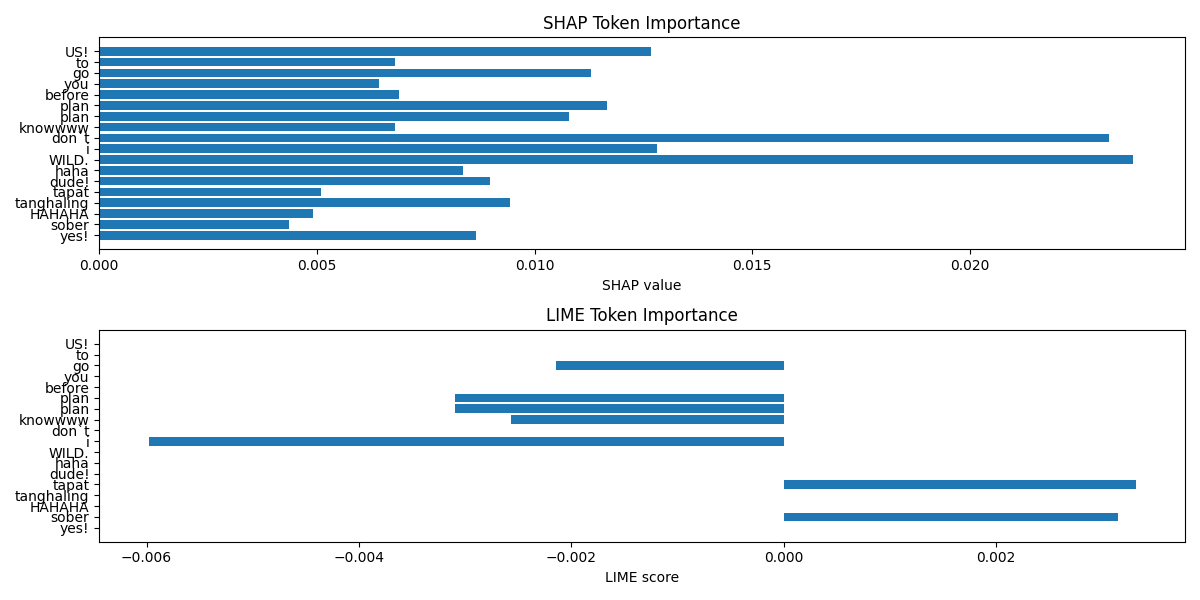 SHAP Token Importance
US!
to
go
you
before
plan
plan
knowwww
don t
i
WILD.
haha
dude!
tapat
tanghaling
HAHAHA
sober
yes!
0.000 0.005 0.010 0.015 0.020
SHAP value
LIME Token Importance
US!
to
go
you
before
plan
plan
knowwww
don t
i
WILD.
haha
dude!
tapat
tanghaling
HAHAHA
sober
yes!
−0.006 −0.004 −0.002 0.000 0.002
LIME score